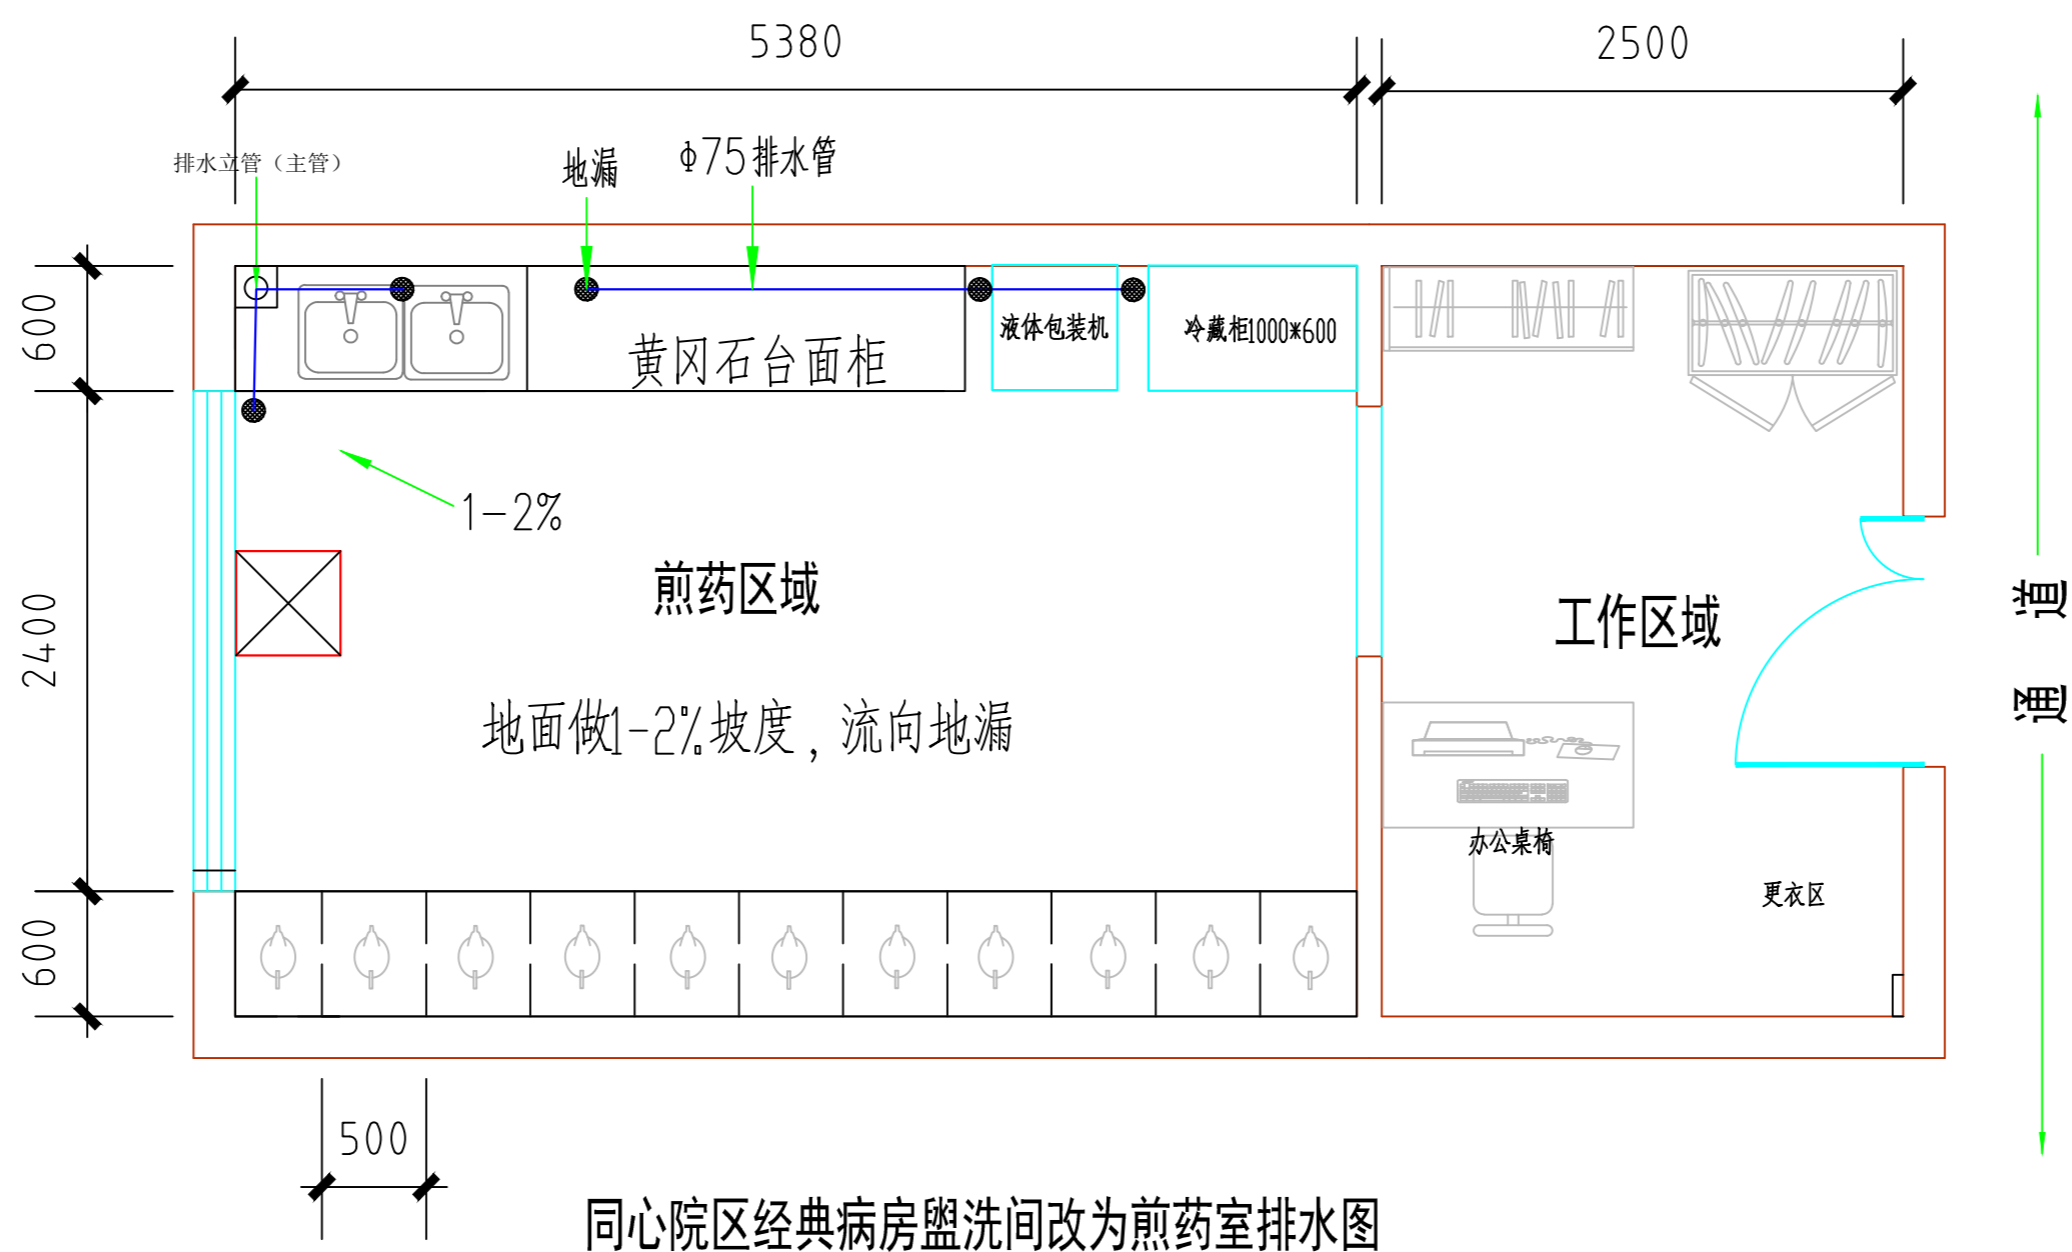 5380
2500
排水立管（主管）
地漏
Φ75排水管
600
液体包装机
冷藏柜1000*600
黄冈石台面柜
1-2%
2400
煎药区域
工作区域
通道
地面做1-2%坡度，流向地漏
办公桌椅
更衣区
600
500
同心院区经典病房盥洗间改为煎药室排水图